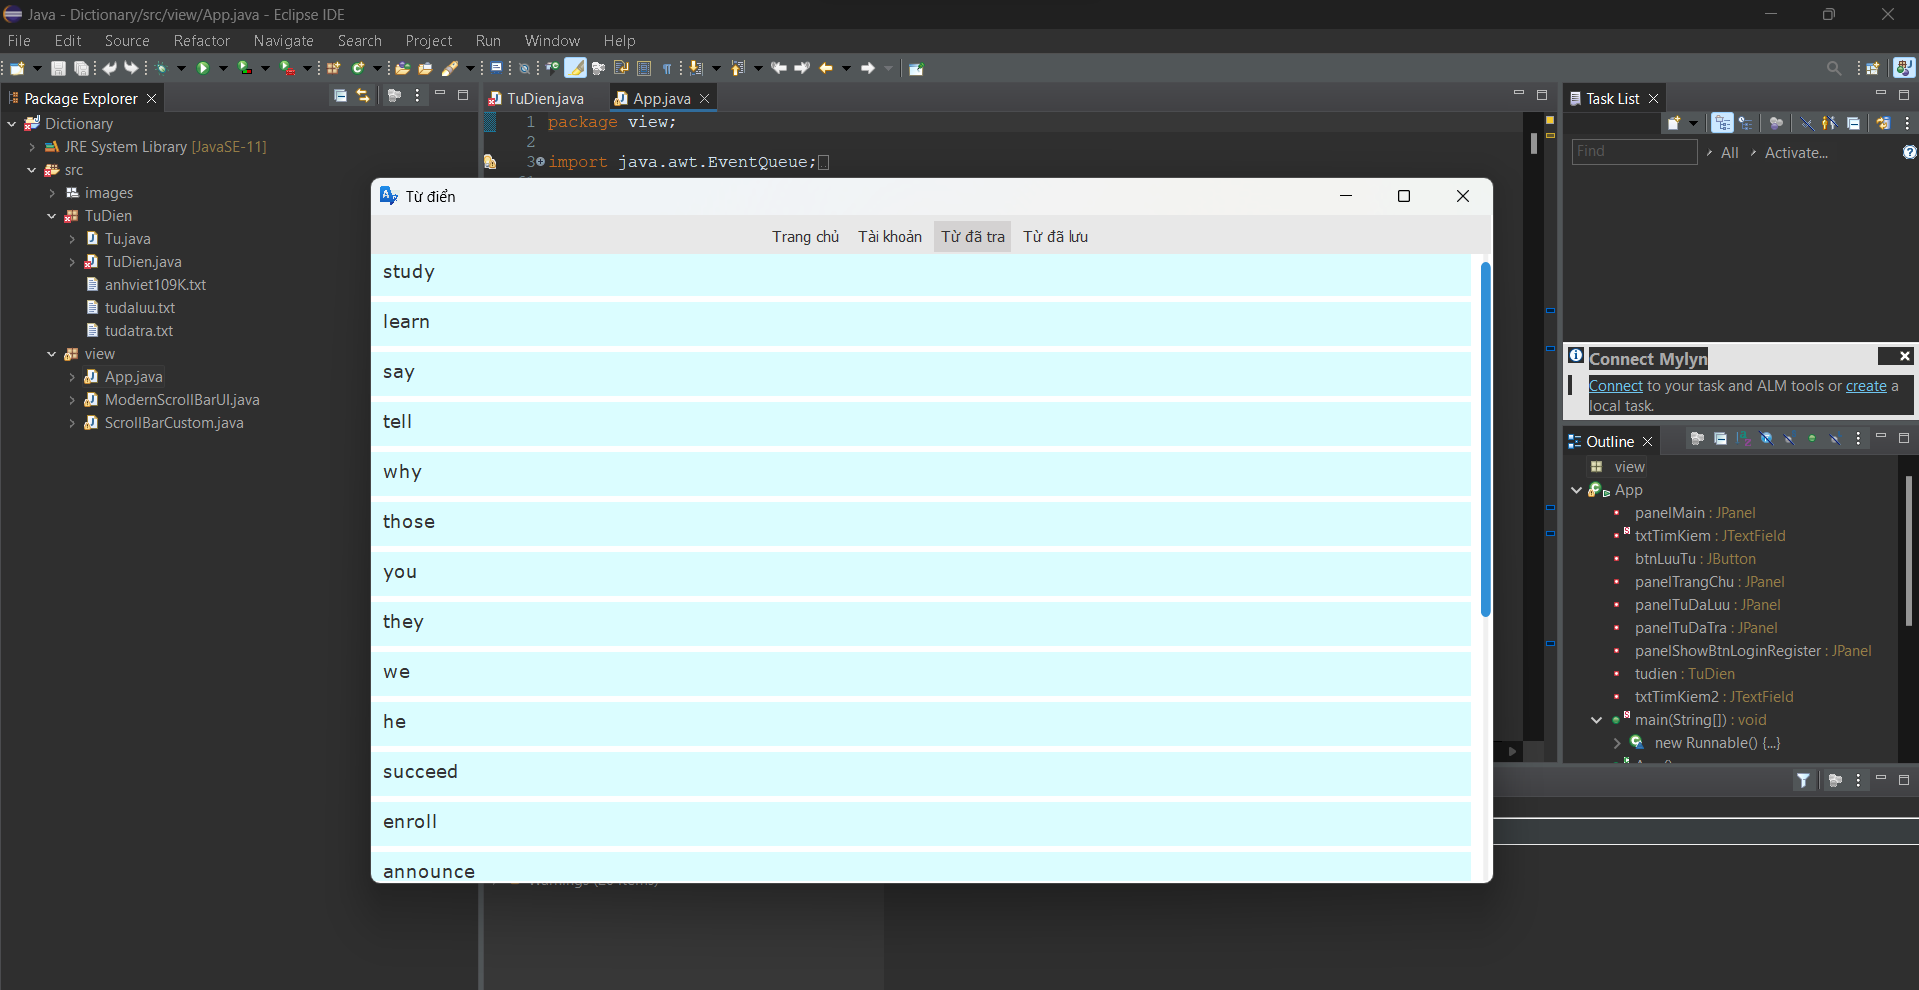 Java - Dictionary/src/view/App.java - Eclipse IDE
File Edit Source Refactor Navigate Search Project Run Window Help
Package Explorer
Dictionary
JRE System Library [JavaSE-11]
src
images
TuDien
Tu.java
TuDien.java
anhviet109K.txt
tudaluu.txt
tudatra.txt
view
App.java
ModernScrollBarUI.java
ScrollBarCustom.java
TuDien.java App.java
1 package view;
2
3 import java.awt.EventQueue;
Từ điển
Trang chủ Tài khoản Từ đã tra Từ đã lưu
study
learn
say
tell
why
those
you
they
we
he
succeed
enroll
announce
Task List
Find All Activate...
Connect Mylyn
Connect to your task and ALM tools or create a
local task.
Outline
view
App
panelMain : JPanel
txtTimKiem : JTextField
btnLuuTu : JButton
panelTrangChu : JPanel
panelTuDaLuu : JPanel
panelTuDaTra : JPanel
panelShowBtnLoginRegister : JPanel
tudien : TuDien
txtTimKiem2 : JTextField
main(String[]) : void
new Runnable() {...}